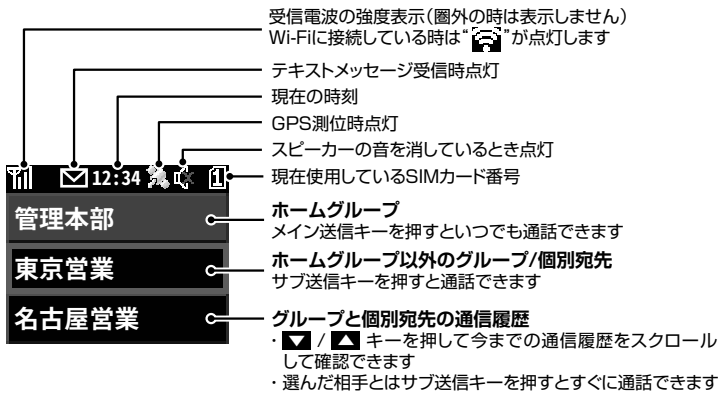 受信電波の強度表示（圏外の時は表示しません）
Wi-Fiに接続している時は“ ”が点灯します
テキストメッセージ受信時点灯
現在の時刻
GPS測位時点灯
スピーカーの音を消しているとき点灯
12:34 1
現在使用しているSIMカード番号
管理本部
ホームグループ
メイン送信キーを押すといつでも通話できます
東京営業
ホームグループ以外のグループ/個別宛先
サブ送信キーを押すと通話できます
名古屋営業
グループと個別宛先の通信履歴
・▼ / ▲ キーを押して今までの通信履歴をスクロール
して確認できます
・選んだ相手とはサブ送信キーを押すとすぐに通話できます